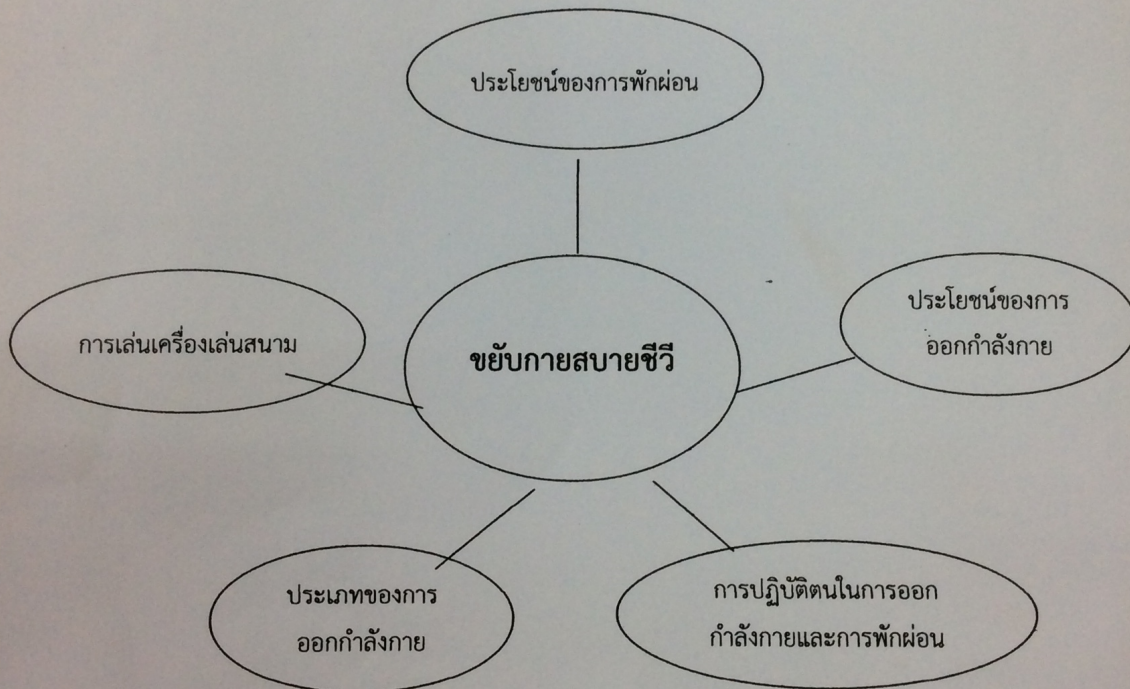 ประโยชน์ของการพักผ่อน
ประโยชน์ของการ
ออกกำลังกาย
การเล่นเครื่องเล่นสนาม
ขยับกายสบายชีวี
ประเภทของการ
ออกกำลังกาย
การปฏิบัติตนในการออก
กำลังกายและการพักผ่อน